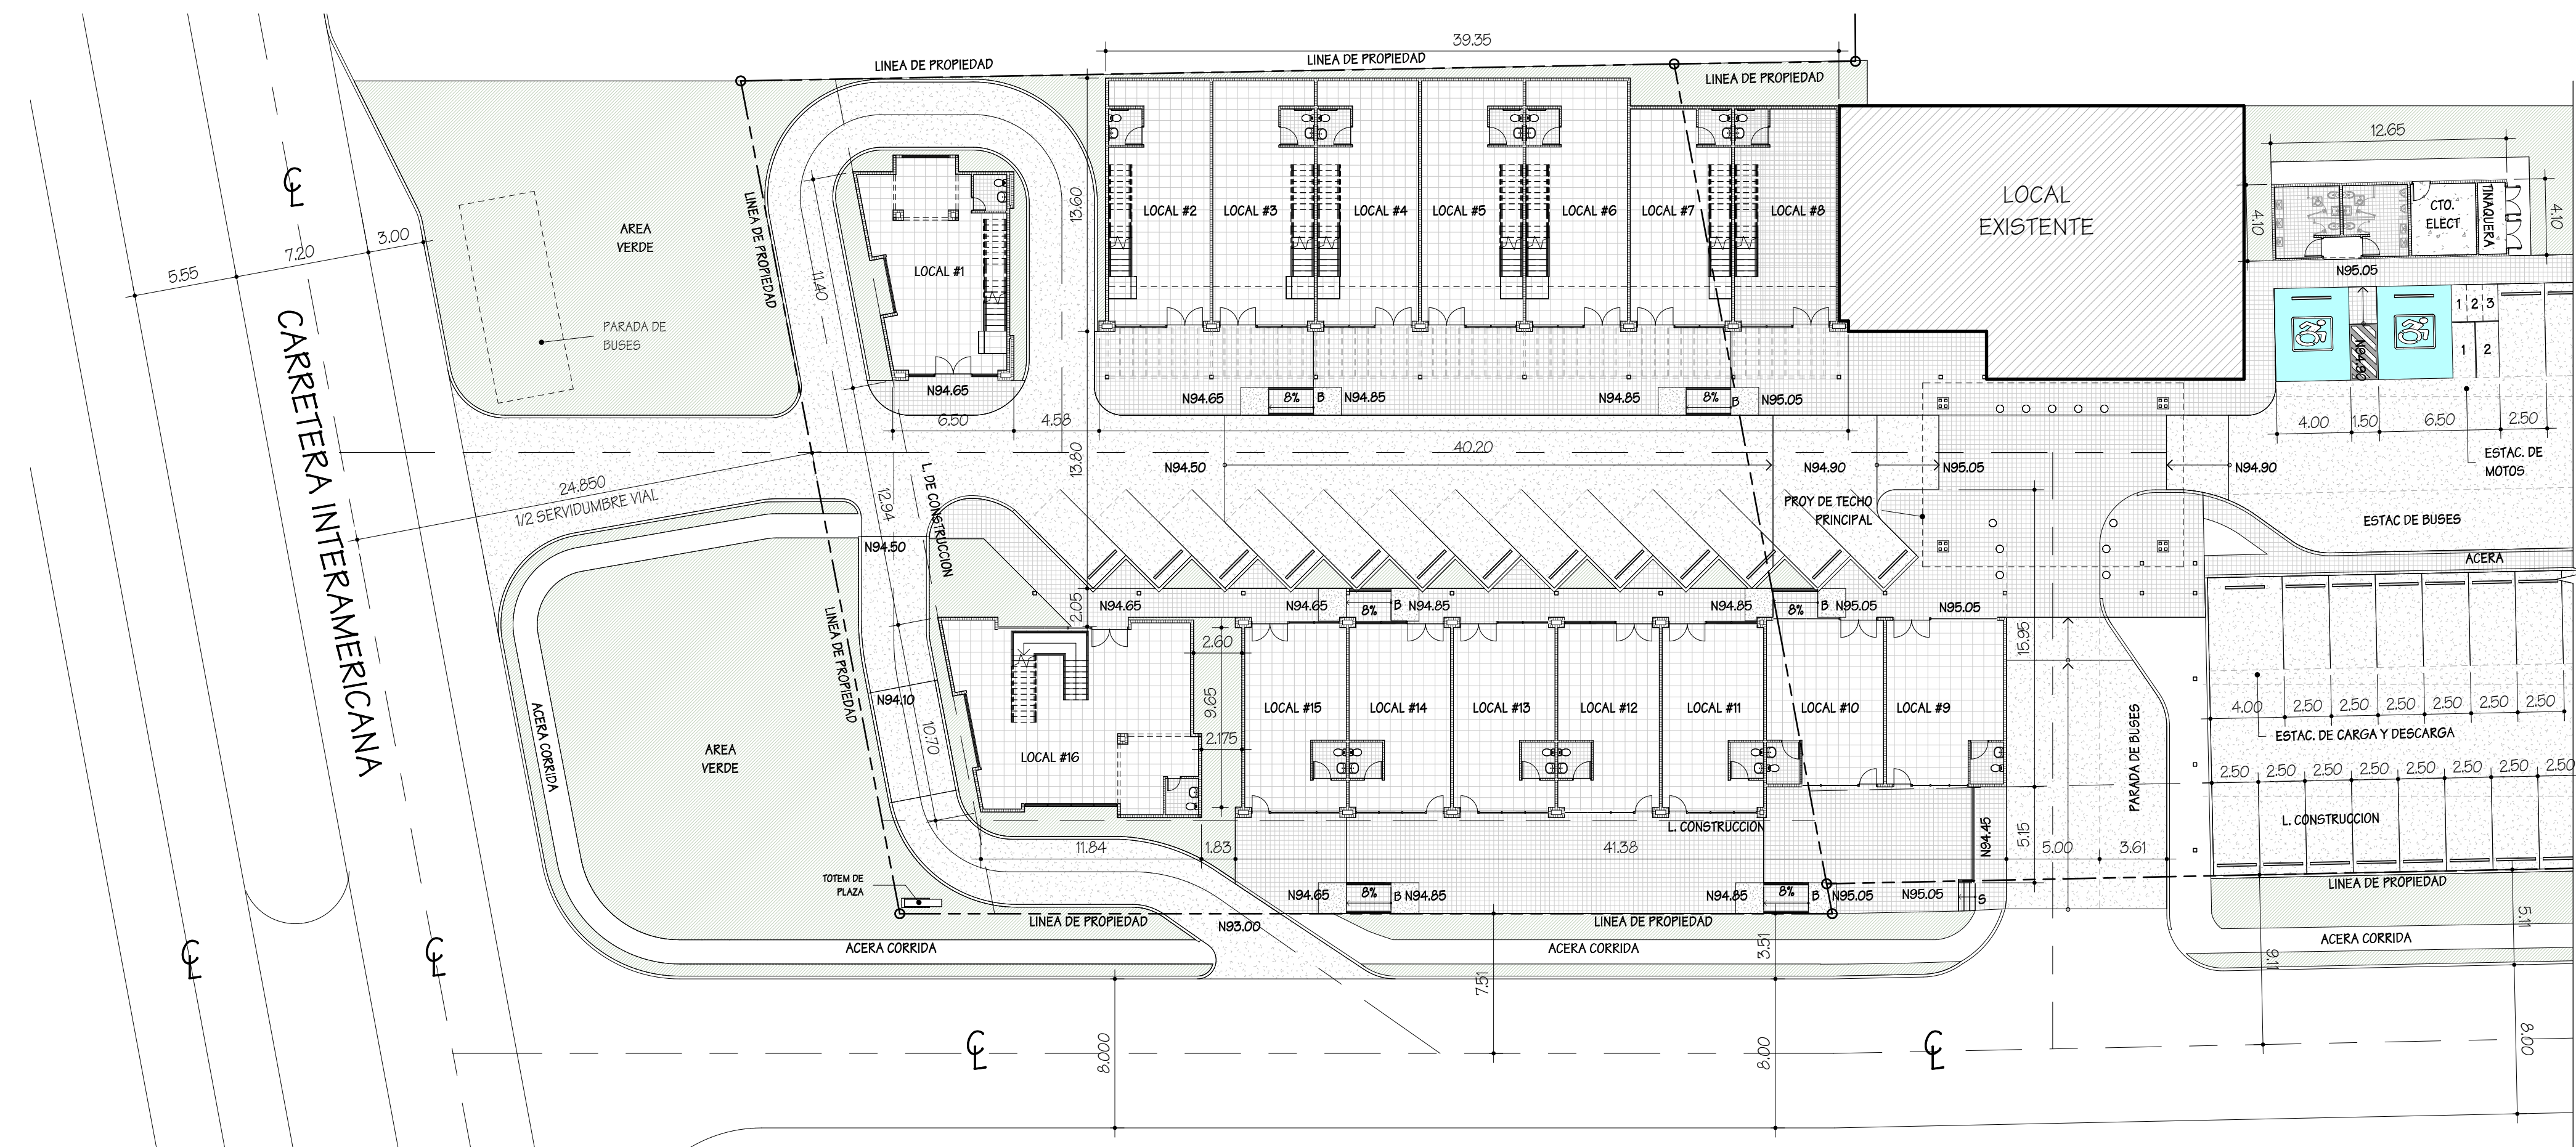 39.35
LINEA DE PROPIEDAD
LINEA DE PROPIEDAD
LINEA DE PROPIEDAD
12.65
4.10
4.10
CTO.
ELECT
TINAQUERA
N95.05
LOCAL
EXISTENTE
LOCAL #2
LOCAL #3
LOCAL #4
LOCAL #5
LOCAL #6
LOCAL #7
LOCAL #8
13.60
LOCAL #1
11.40
LINEA DE PROPIEDAD
AREA
VERDE
PARADA DE
BUSES
5.55
7.20
3.00
CARRETERA INTERAMERICANA
N94.65
6.50
4.58
N94.65
8%
B
N94.85
N94.85
8%
B
N95.05
1 2 3
1 2
N94.90
4.00
1.50
6.50
2.50
ESTAC. DE
MOTOS
13.80
N94.50
40.20
N94.90
N95.05
N94.90
PROY DE TECHO
PRINCIPAL
ESTAC DE BUSES
ACERA
24.850
1/2 SERVIDUMBRE VIAL
12.94
L. DE CONSTRUCCION
N94.50
2.05
N94.65
N94.65
8%
B
N94.85
N94.85
8%
B
N95.05
N95.05
15.95
LINEA DE PROPIEDAD
N94.10
10.70
2.60
9.65
2.175
LOCAL #16
LOCAL #15
LOCAL #14
LOCAL #13
LOCAL #12
LOCAL #11
LOCAL #10
LOCAL #9
PARADA DE BUSES
4.00
2.50
2.50
2.50
2.50
2.50
2.50
ESTAC. DE CARGA Y DESCARGA
2.50
2.50
2.50
2.50
2.50
2.50
2.50
2.50
L. CONSTRUCCION
AREA
VERDE
ACERA CORRIDA
L. CONSTRUCCION
N94.45
5.15
11.84
1.83
41.38
5.00
3.61
TOTEM DE
PLAZA
N94.65
8%
B
N94.85
N94.85
8%
B
N95.05
N95.05
S
LINEA DE PROPIEDAD
LINEA DE PROPIEDAD
LINEA DE PROPIEDAD
N93.00
ACERA CORRIDA
ACERA CORRIDA
ACERA CORRIDA
3.51
7.51
9.11
5.11
8.000
8.00
8.00